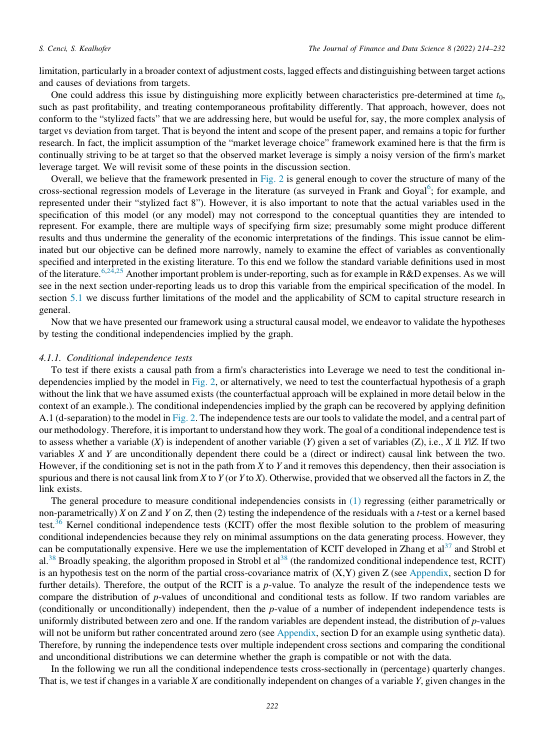 S. Cenci, S. Kealhofer
The Journal of Finance and Data Science 8 (2022) 214–232
limitation, particularly in a broader context of adjustment costs, lagged effects and distinguishing between target actions
and causes of deviations from targets.
One could address this issue by distinguishing more explicitly between characteristics pre-determined at time t0,
such as past profitability, and treating contemporaneous profitability differently. That approach, however, does not
conform to the “stylized facts” that we are addressing here, but would be useful for, say, the more complex analysis of
target vs deviation from target. That is beyond the intent and scope of the present paper, and remains a topic for further
research. In fact, the implicit assumption of the “market leverage choice” framework examined here is that the firm is
continually striving to be at target so that the observed market leverage is simply a noisy version of the firm's market
leverage target. We will revisit some of these points in the discussion section.
Overall, we believe that the framework presented in Fig. 2 is general enough to cover the structure of many of the
cross-sectional regression models of Leverage in the literature (as surveyed in Frank and Goyal6; for example, and
represented under their “stylized fact 8”). However, it is also important to note that the actual variables used in the
specification of this model (or any model) may not correspond to the conceptual quantities they are intended to
represent. For example, there are multiple ways of specifying firm size; presumably some might produce different
results and thus undermine the generality of the economic interpretations of the findings. This issue cannot be elim-
inated but our objective can be defined more narrowly, namely to examine the effect of variables as conventionally
specified and interpreted in the existing literature. To this end we follow the standard variable definitions used in most
of the literature.6,24,25 Another important problem is under-reporting, such as for example in R&D expenses. As we will
see in the next section under-reporting leads us to drop this variable from the empirical specification of the model. In
section 5.1 we discuss further limitations of the model and the applicability of SCM to capital structure research in
general.
Now that we have presented our framework using a structural causal model, we endeavor to validate the hypotheses
by testing the conditional independencies implied by the graph.
4.1.1. Conditional independence tests
To test if there exists a causal path from a firm's characteristics into Leverage we need to test the conditional in-
dependencies implied by the model in Fig. 2, or alternatively, we need to test the counterfactual hypothesis of a graph
without the link that we have assumed exists (the counterfactual approach will be explained in more detail below in the
context of an example.). The conditional independencies implied by the graph can be recovered by applying definition
A.1 (d-separation) to the model in Fig. 2. The independence tests are our tools to validate the model, and a central part of
our methodology. Therefore, it is important to understand how they work. The goal of a conditional independence test is
to assess whether a variable (X) is independent of another variable (Y) given a set of variables (Z), i.e., X ⫫ Y|Z. If two
variables X and Y are unconditionally dependent there could be a (direct or indirect) causal link between the two.
However, if the conditioning set is not in the path from X to Y and it removes this dependency, then their association is
spurious and there is not causal link from X to Y (or Y to X). Otherwise, provided that we observed all the factors in Z, the
link exists.
The general procedure to measure conditional independencies consists in (1) regressing (either parametrically or
non-parametrically) X on Z and Y on Z, then (2) testing the independence of the residuals with a t-test or a kernel based
test.36 Kernel conditional independence tests (KCIT) offer the most flexible solution to the problem of measuring
conditional independencies because they rely on minimal assumptions on the data generating process. However, they
can be computationally expensive. Here we use the implementation of KCIT developed in Zhang et al37 and Strobl et
al.38 Broadly speaking, the algorithm proposed in Strobl et al38 (the randomized conditional independence test, RCIT)
is an hypothesis test on the norm of the partial cross-covariance matrix of (X,Y) given Z (see Appendix, section D for
further details). Therefore, the output of the RCIT is a p-value. To analyze the result of the independence tests we
compare the distribution of p-values of unconditional and conditional tests as follow. If two random variables are
(conditionally or unconditionally) independent, then the p-value of a number of independent independence tests is
uniformly distributed between zero and one. If the random variables are dependent instead, the distribution of p-values
will not be uniform but rather concentrated around zero (see Appendix, section D for an example using synthetic data).
Therefore, by running the independence tests over multiple independent cross sections and comparing the conditional
and unconditional distributions we can determine whether the graph is compatible or not with the data.
In the following we run all the conditional independence tests cross-sectionally in (percentage) quarterly changes.
That is, we test if changes in a variable X are conditionally independent on changes of a variable Y, given changes in the
222